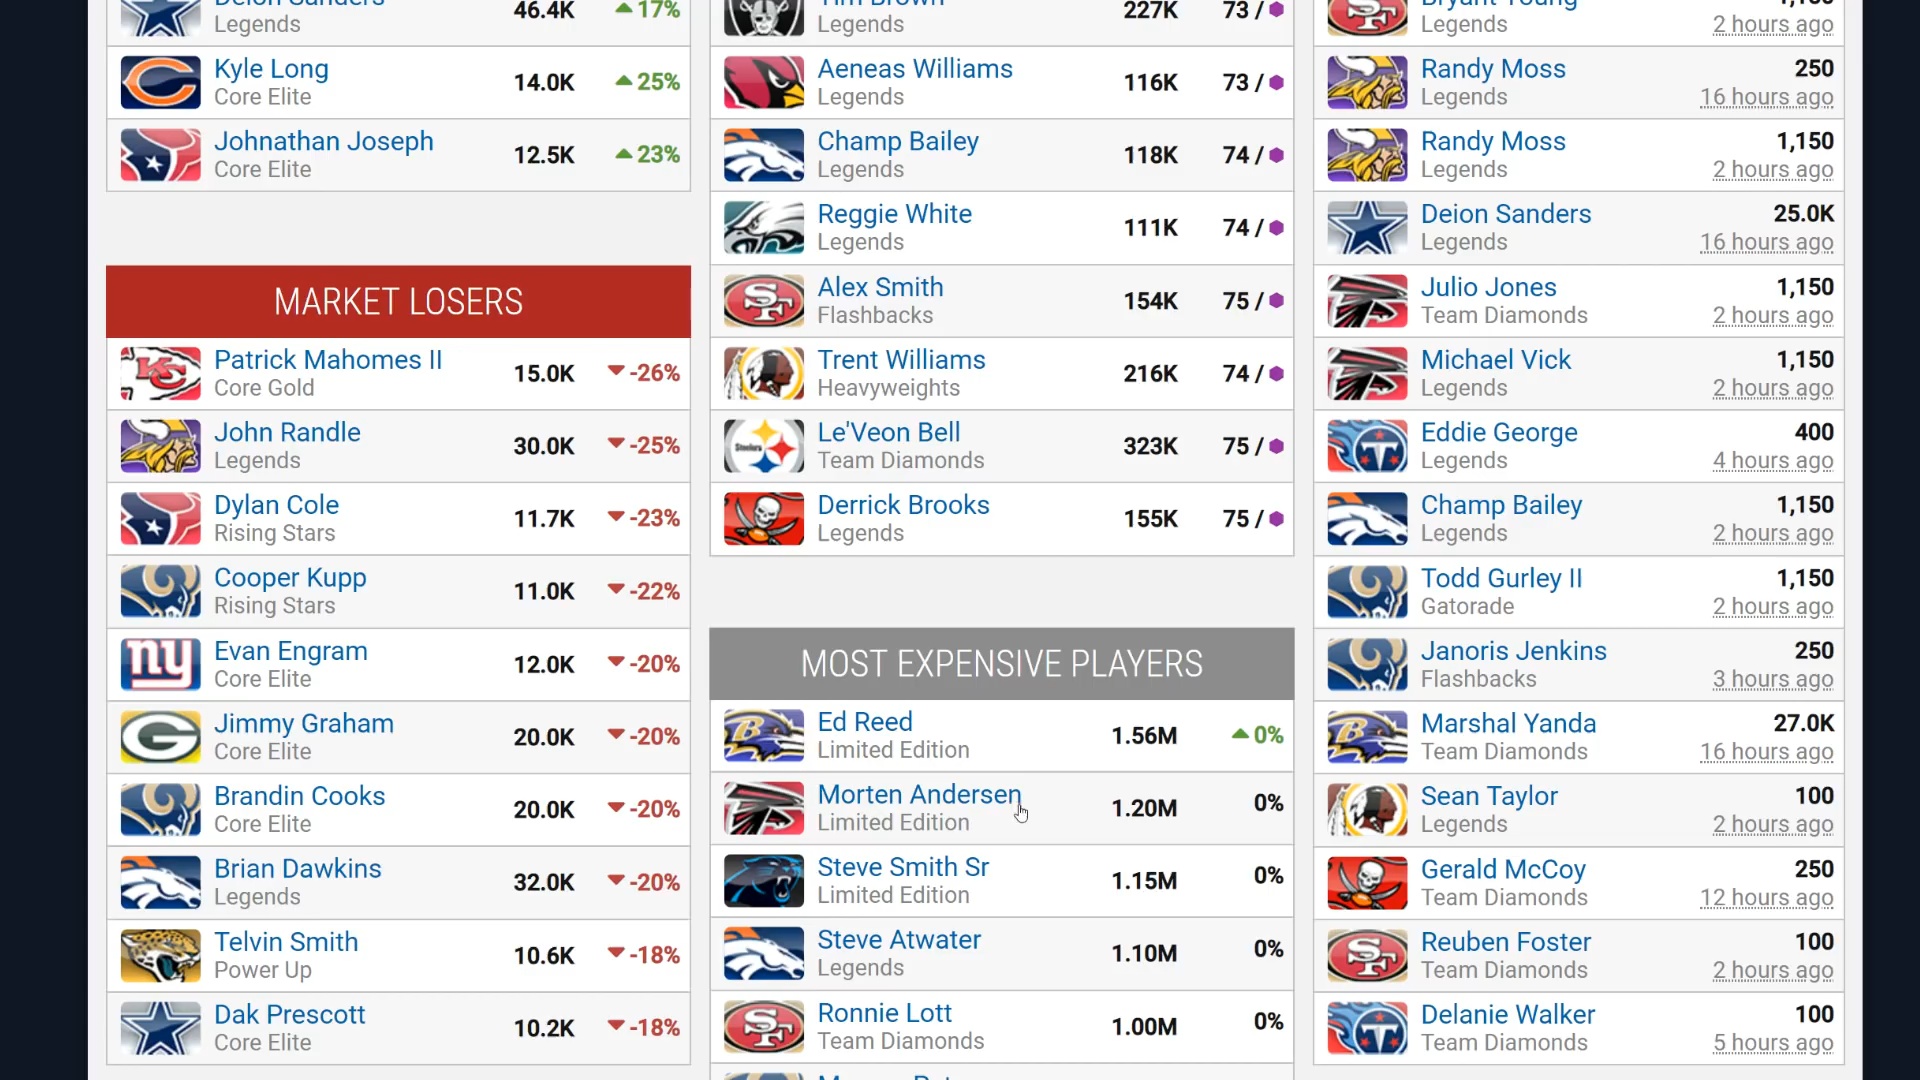 Deion Sanders
Legends
46.4K
17%
Kyle Long
Core Elite
14.0K
25%
Johnathan Joseph
Core Elite
12.5K
23%
MARKET LOSERS
Patrick Mahomes II
Core Gold
15.0K
-26%
John Randle
Legends
30.0K
-25%
Dylan Cole
Rising Stars
11.7K
-23%
Cooper Kupp
Rising Stars
11.0K
-22%
Evan Engram
Core Elite
12.0K
-20%
Jimmy Graham
Core Elite
20.0K
-20%
Brandin Cooks
Core Elite
20.0K
-20%
Brian Dawkins
Legends
32.0K
-20%
Telvin Smith
Power Up
10.6K
-18%
Dak Prescott
Core Elite
10.2K
-18%
Tim Brown
Legends
227K
73 /
Aeneas Williams
Legends
116K
73 /
Champ Bailey
Legends
118K
74 /
Reggie White
Legends
111K
74 /
Alex Smith
Flashbacks
154K
75 /
Trent Williams
Heavyweights
216K
74 /
Le'Veon Bell
Team Diamonds
323K
75 /
Derrick Brooks
Legends
155K
75 /
MOST EXPENSIVE PLAYERS
Ed Reed
Limited Edition
1.56M
0%
Morten Andersen
Limited Edition
1.20M
0%
Steve Smith Sr
Limited Edition
1.15M
0%
Steve Atwater
Legends
1.10M
0%
Ronnie Lott
Team Diamonds
1.00M
0%
Bryant Young
Legends
2 hours ago
Randy Moss
Legends
250
16 hours ago
Randy Moss
Legends
1,150
2 hours ago
Deion Sanders
Legends
25.0K
16 hours ago
Julio Jones
Team Diamonds
1,150
2 hours ago
Michael Vick
Legends
1,150
2 hours ago
Eddie George
Legends
400
4 hours ago
Champ Bailey
Legends
1,150
2 hours ago
Todd Gurley II
Gatorade
1,150
2 hours ago
Janoris Jenkins
Flashbacks
250
3 hours ago
Marshal Yanda
Team Diamonds
27.0K
16 hours ago
Sean Taylor
Legends
100
2 hours ago
Gerald McCoy
Team Diamonds
250
12 hours ago
Reuben Foster
Team Diamonds
100
2 hours ago
Delanie Walker
Team Diamonds
100
5 hours ago